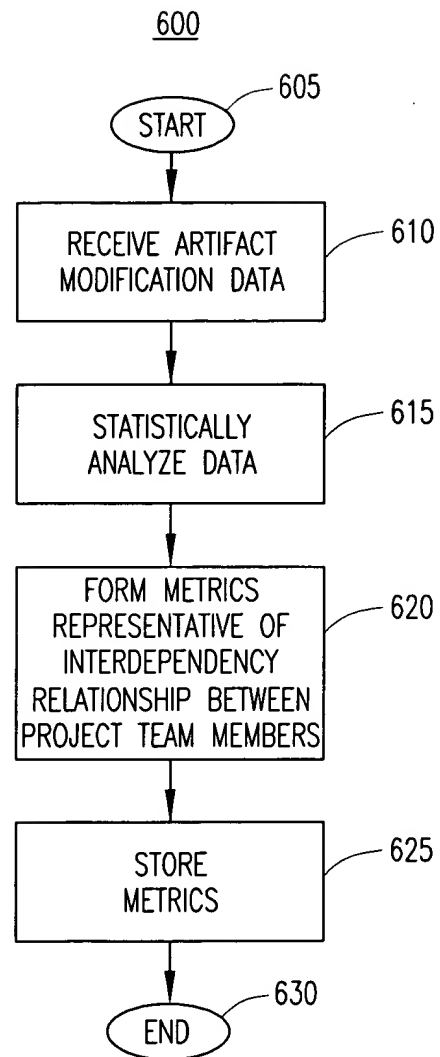 600
START
605
RECEIVE ARTIFACT
MODIFICATION DATA
610
STATISTICALLY
ANALYZE DATA
615
FORM METRICS
REPRESENTATIVE OF
INTERDEPENDENCY
RELATIONSHIP BETWEEN
PROJECT TEAM MEMBERS
620
STORE
METRICS
625
END
630